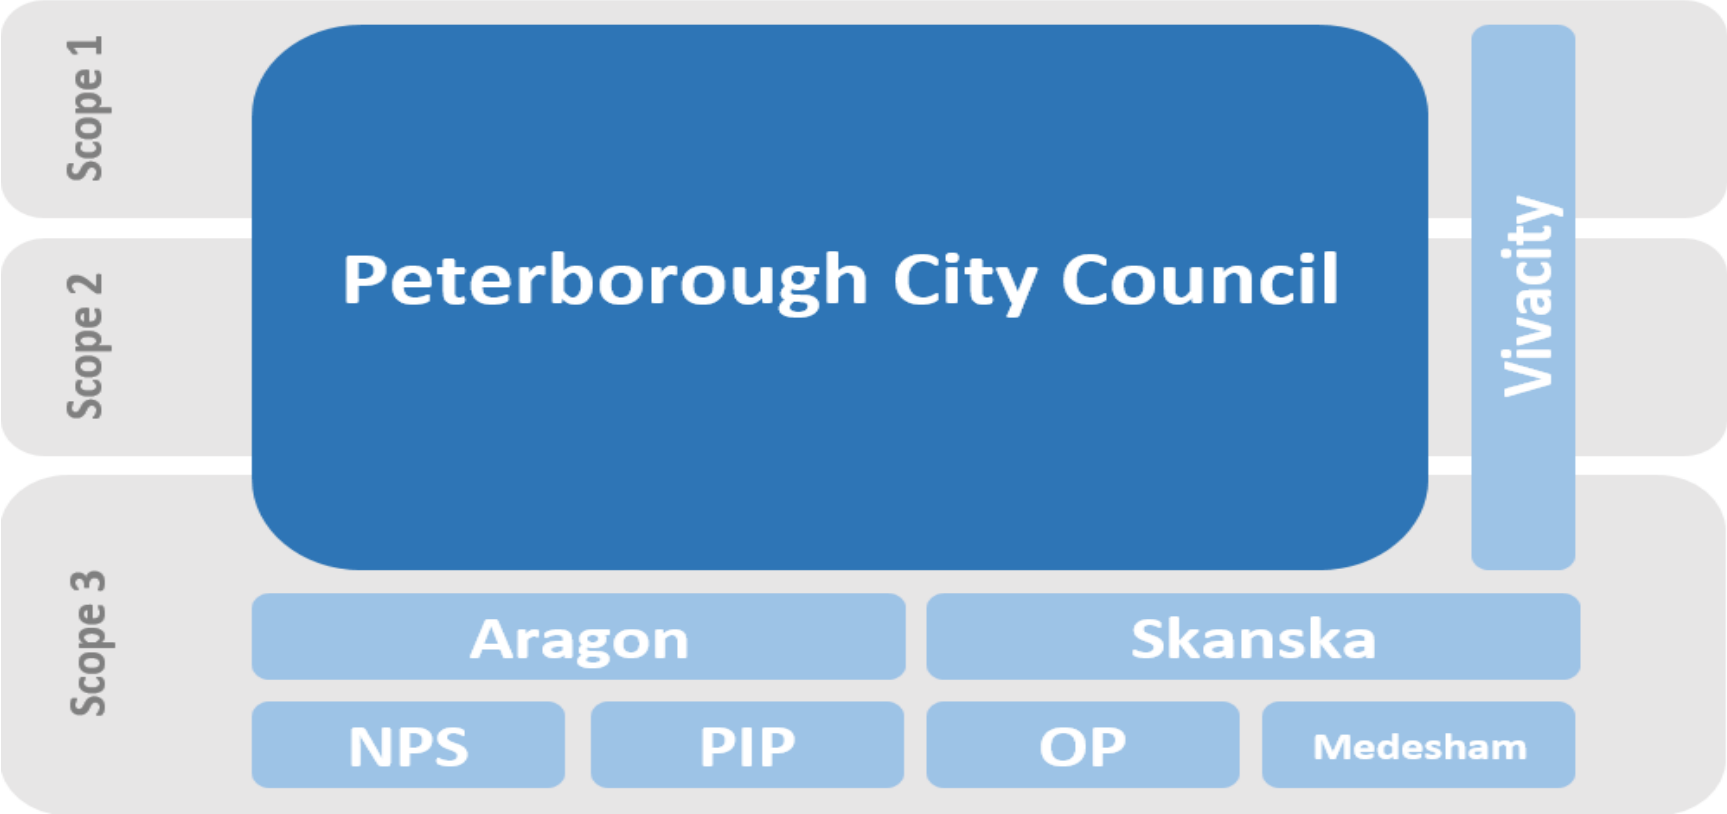 Scope 1
Peterborough City Council
Vivacity
Scope 2
Scope 3
Aragon
Skanska
NPS
PIP
OP
Medesham